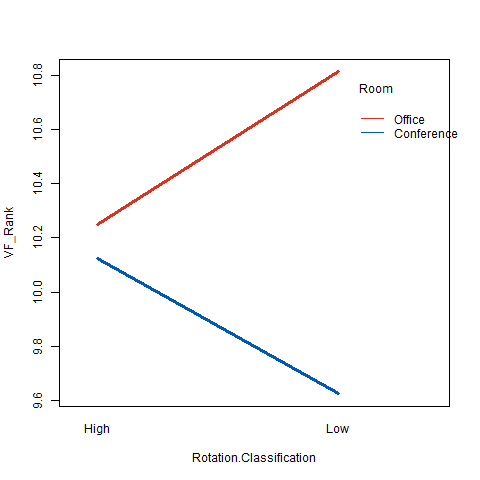 Room
Office
Conference
VF_Rank
10.8
10.6
10.4
10.2
10.0
9.8
9.6
High
Low
Rotation.Classification